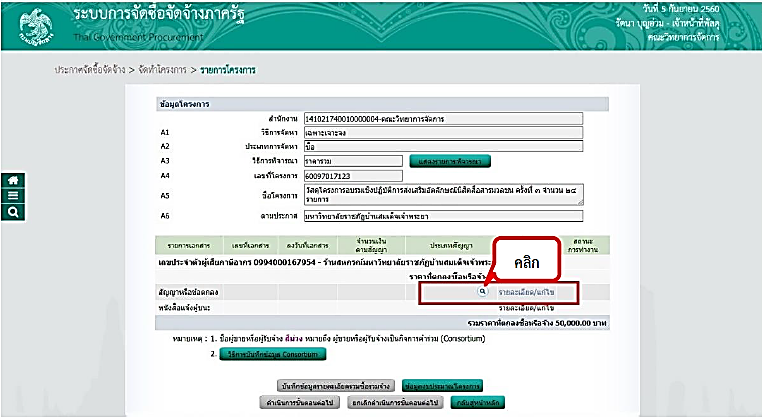 ระบบการจัดซื้อจัดจ้างภาครัฐ
Thai Government Procurement
วันที่ 5 กันยายน 2560
รัตนา บุญอ่วม - เจ้าหน้าที่พัสดุ
คณะวิทยาการจัดการ
ประกาศจัดซื้อจัดจ้าง > จัดทำโครงการ > รายการโครงการ
ข้อมูลโครงการ
สำนักงาน 141021740010000004-คณะวิทยาการจัดการ
A1 วิธีการจัดหา เฉพาะเจาะจง
A2 ประเภทการจัดหา ซื้อ
A3 วิธีการพิจารณา ราคารวม แสดงรายการพิจารณา
A4 เลขที่โครงการ 60097017123
A5 ชื่อโครงการ วัสดุโครงการอบรมเชิงปฏิบัติการส่งเสริมอัตลักษณ์นิสิตสื่อสารมวลชน ครั้งที่ ๓ จำนวน ๒๔
รายการ
A6 ตามประกาศ มหาวิทยาลัยราชภัฏบ้านสมเด็จเจ้าพระยา
รายการเอกสาร เลขที่เอกสาร ลงวันที่เอกสาร จำนวนเงิน ตามสัญญา ประเภทสัญญา สถานะ การทำงาน
คลิก
เลขประจำตัวผู้เสียภาษีอากร 0994000167954 - ร้านสหกรณ์มหาวิทยาลัยราชภัฏบ้านสมเด็จเจ้าพระ
ราคาที่ตกลงซื้อหรือจ้าง
สัญญาหรือข้อตกลง รายละเอียด/แก้ไข
หนังสือแจ้งผู้ชนะ รายละเอียด/แก้ไข
รวมราคาที่ตกลงซื้อหรือจ้าง 50,000.00 บาท
หมายเหตุ : 1. ชื่อผู้ขายหรือผู้รับจ้าง สีม่วง หมายถึง ผู้ขายหรือผู้รับจ้างเป็นกิจการค้าร่วม (Consortium)
2. วิธีการบันทึกข้อมูล Consortium
บันทึกข้อมูลรายละเอียดรวมซื้อรวมจ้าง ข้อมูลงบประมาณโครงการ
ดำเนินการขั้นตอนต่อไป ยกเลิกดำเนินการขั้นตอนต่อไป กลับสู่หน้าหลัก